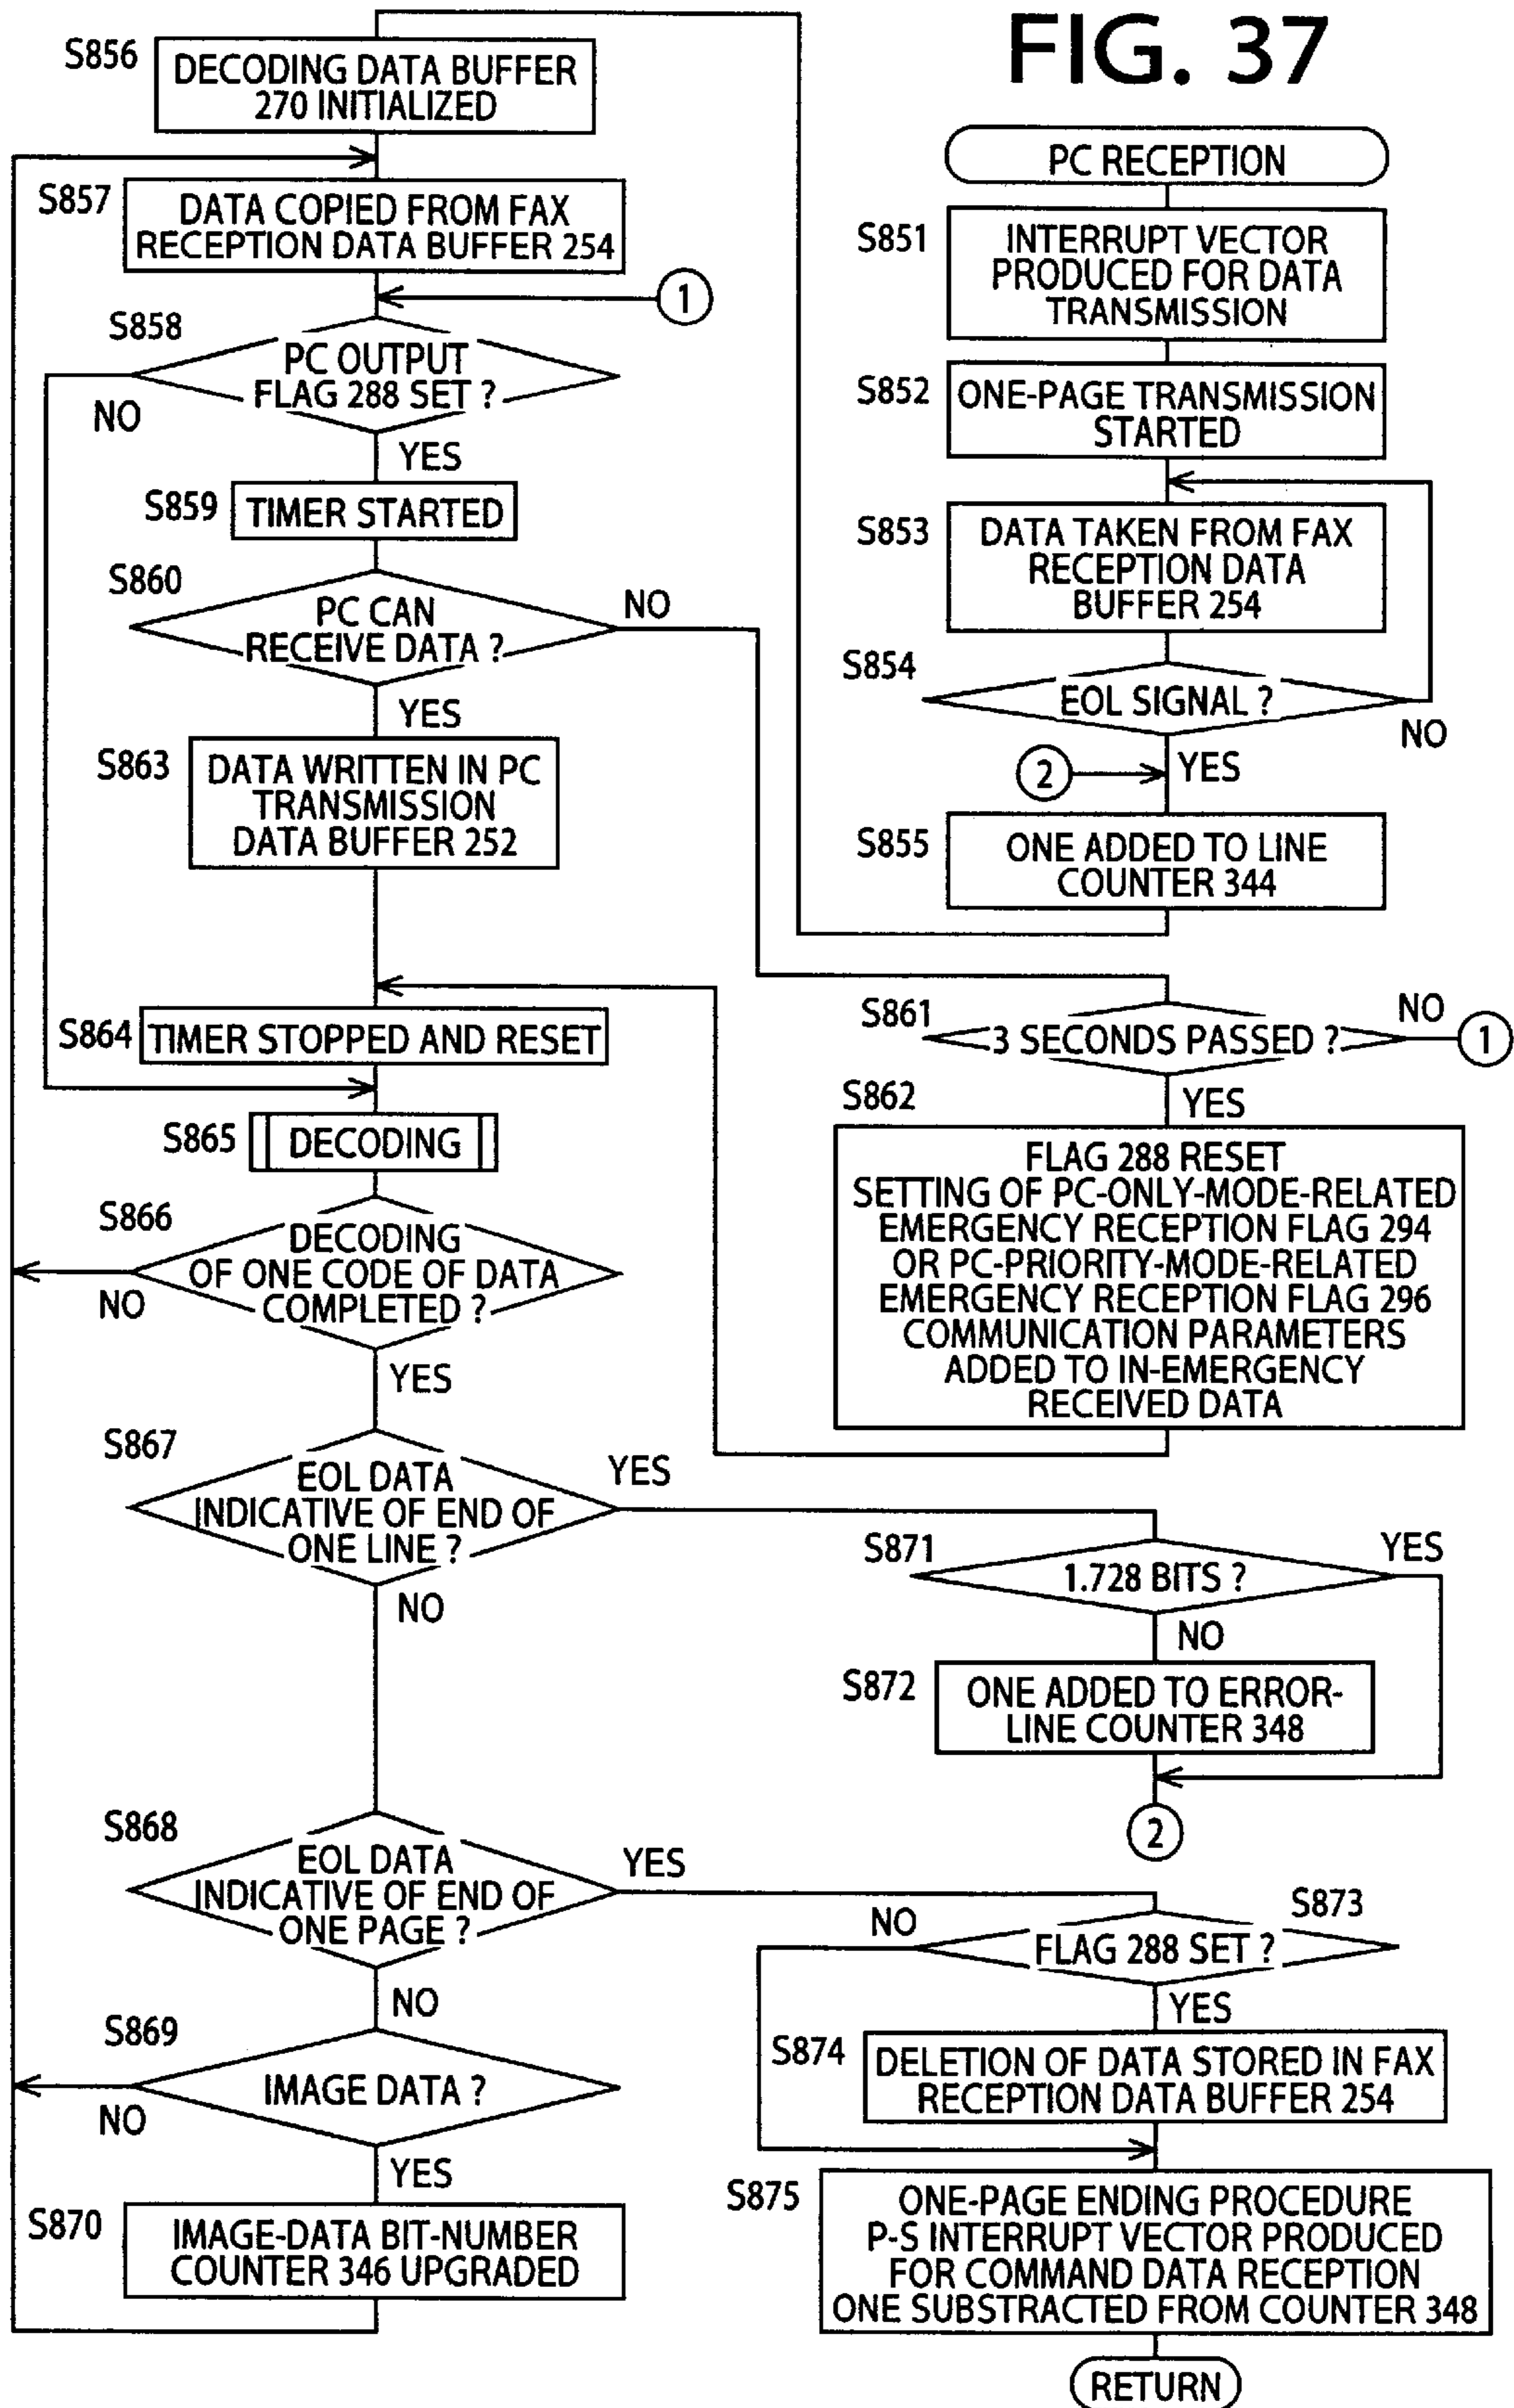 FIG. 37
PC RECEPTION
S851
INTERRUPT VECTOR
PRODUCED FOR DATA
TRANSMISSION
S852
ONE-PAGE TRANSMISSION
STARTED
S853
DATA TAKEN FROM FAX
RECEPTION DATA
BUFFER 254
S854
EOL SIGNAL ?
NO
YES
2
S855
ONE ADDED TO LINE
COUNTER 344
S856
DECODING DATA BUFFER
270 INITIALIZED
S857
DATA COPIED FROM FAX
RECEPTION DATA BUFFER 254
1
S858
PC OUTPUT
FLAG 288 SET ?
NO
YES
S859
TIMER STARTED
S860
PC CAN
RECEIVE DATA ?
NO
YES
S861
3 SECONDS PASSED ?
NO
1
YES
S862
FLAG 288 RESET
SETTING OF PC-ONLY-MODE-RELATED
EMERGENCY RECEPTION FLAG 294
OR PC-PRIORITY-MODE-RELATED
EMERGENCY RECEPTION FLAG 296
COMMUNICATION PARAMETERS
ADDED TO IN-EMERGENCY
RECEIVED DATA
S863
DATA WRITTEN IN PC
TRANSMISSION
DATA BUFFER 252
S864
TIMER STOPPED AND RESET
S865
DECODING
S866
DECODING
OF ONE CODE OF DATA
COMPLETED ?
NO
YES
S867
EOL DATA
INDICATIVE OF END OF
ONE LINE ?
YES
NO
S868
EOL DATA
INDICATIVE OF END OF
ONE PAGE ?
YES
NO
S869
IMAGE DATA ?
NO
YES
S870
IMAGE-DATA BIT-NUMBER
COUNTER 346 UPGRADED
S871
1.728 BITS ?
YES
NO
S872
ONE ADDED TO ERROR-
LINE COUNTER 348
2
S873
FLAG 288 SET ?
NO
YES
S874
DELETION OF DATA STORED IN FAX
RECEPTION DATA BUFFER 254
S875
ONE-PAGE ENDING PROCEDURE
P-S INTERRUPT VECTOR PRODUCED
FOR COMMAND DATA RECEPTION
ONE SUBSTRACTED FROM COUNTER 348
RETURN